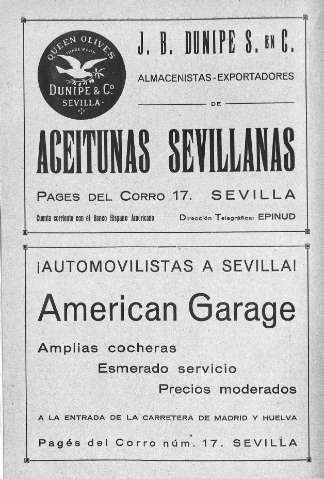 QUEEN OLIVES
DUNIPE & Cº
SEVILLA
J. B. DUNIPE S. EN C.
ALMACENISTAS-EXPORTADORES
DE
ACEITUNAS SEVILLANAS
PAGES DEL CORRO 17. SEVILLA
Cuenta corriente con el Banco Hispano Americano Dirección Telegráfica: EPINUD
¡AUTOMOVILISTAS A SEVILLA!
American Garage
Amplias cocheras
Esmerado servicio
Precios moderados
A LA ENTRADA DE LA CARRETERA DE MADRID Y HUELVA
Pagés del Corro núm. 17. SEVILLA